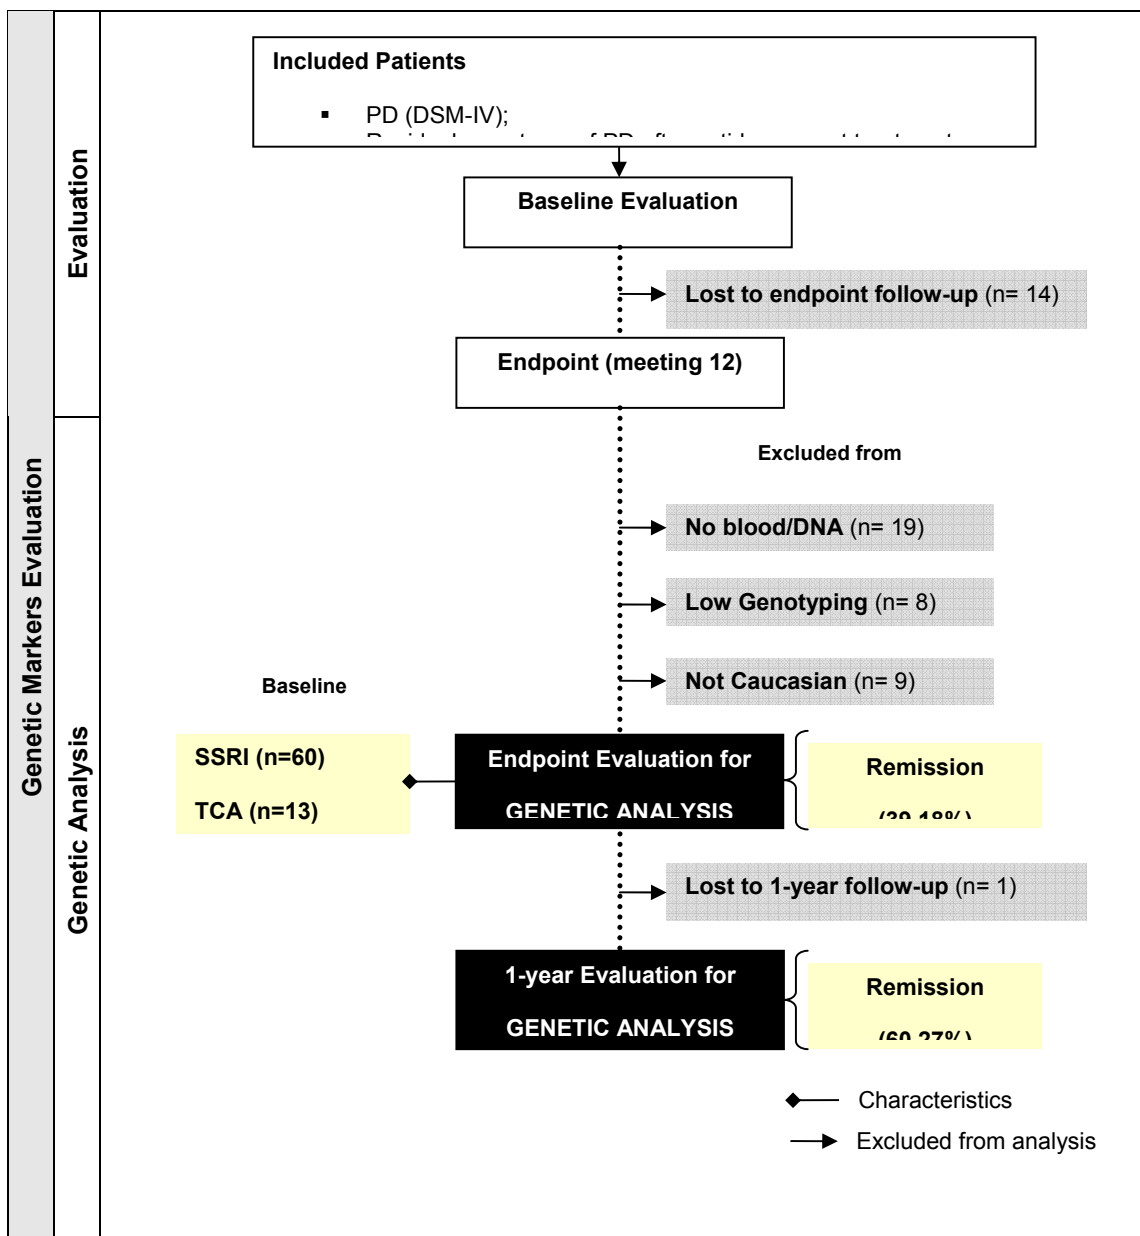 Genetic Markers Evaluation
Evaluation
Included Patients
▪ PD (DSM-IV);
Baseline Evaluation
Lost to endpoint follow-up (n= 14)
Endpoint (meeting 12)
Genetic Analysis
Excluded from
No blood/DNA (n= 19)
Low Genotyping (n= 8)
Not Caucasian (n= 9)
Baseline
SSRI (n=60)
TCA (n=13)
Endpoint Evaluation for
GENETIC ANALYSIS
Remission
Lost to 1-year follow-up (n= 1)
1-year Evaluation for
GENETIC ANALYSIS
Remission
Characteristics
Excluded from analysis